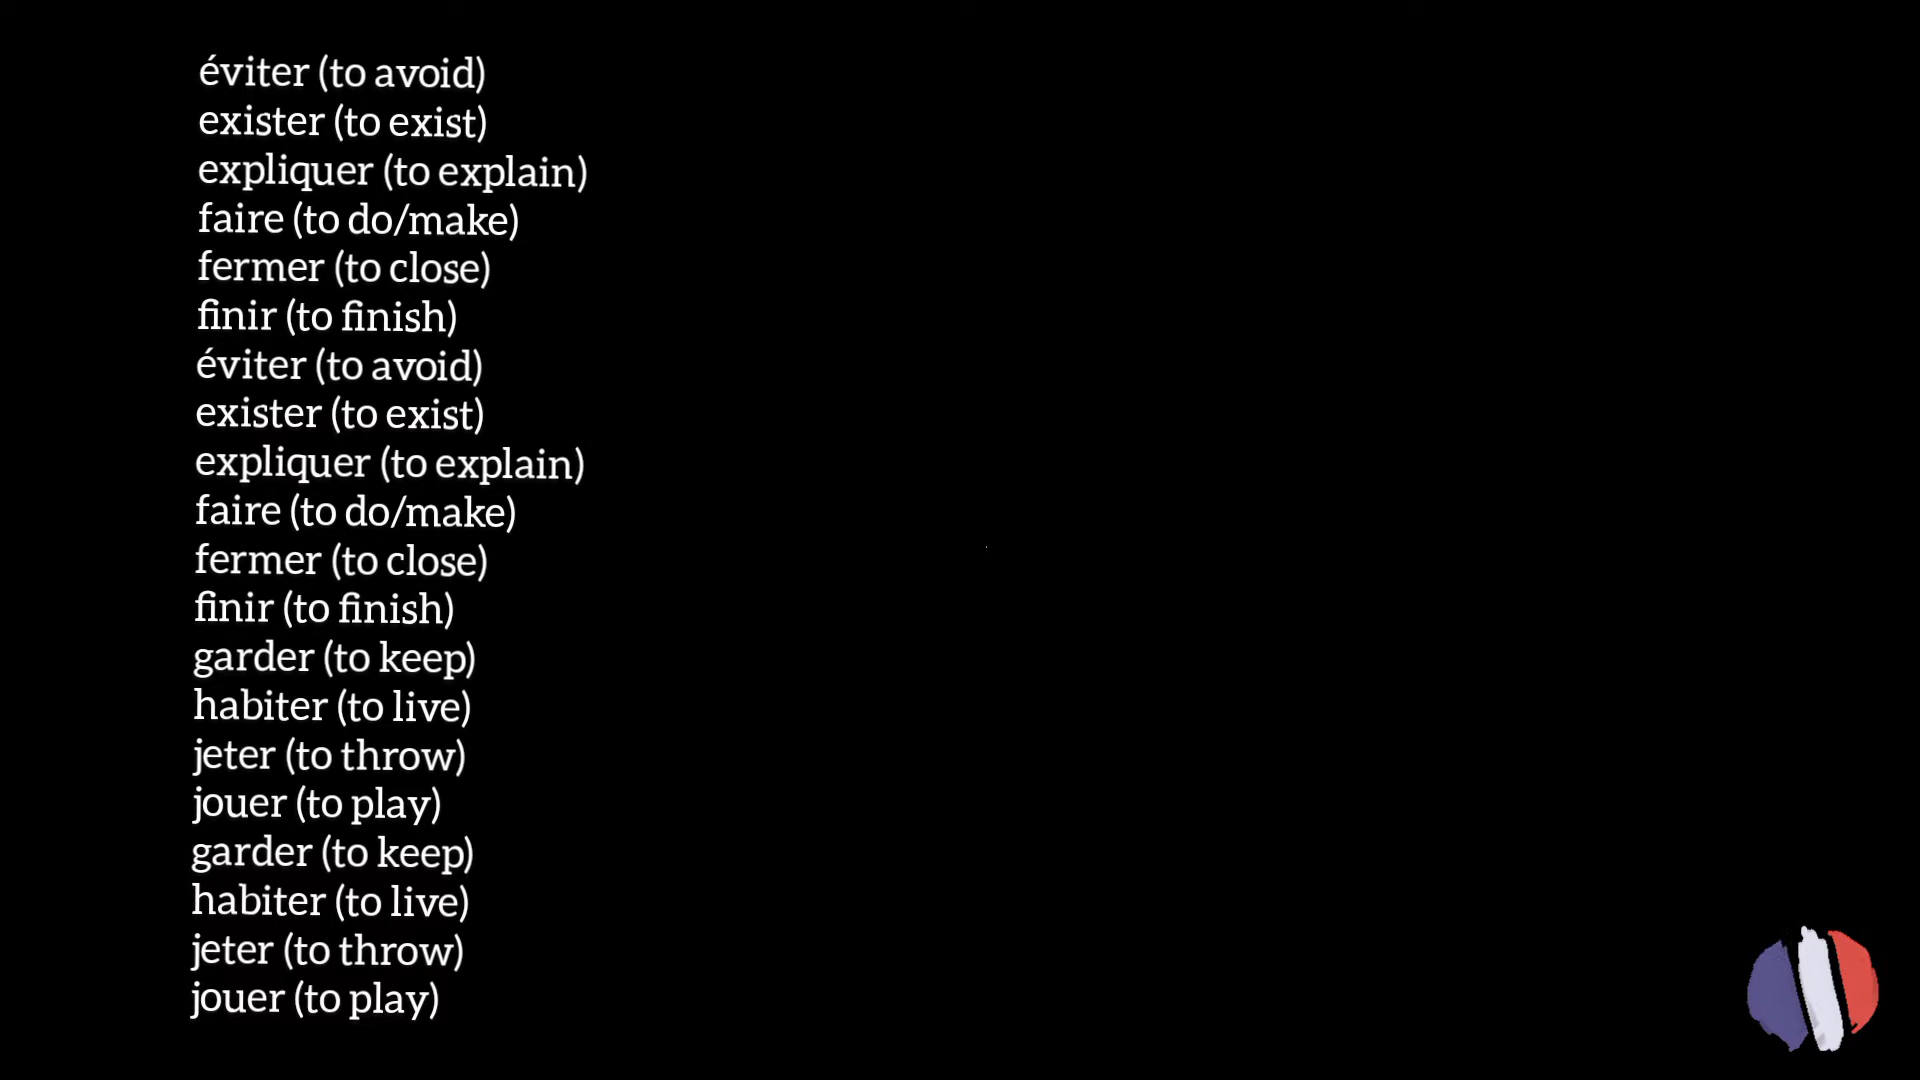 éviter (to avoid)
exister (to exist)
expliquer (to explain)
faire (to do/make)
fermer (to close)
finir (to finish)
éviter (to avoid)
exister (to exist)
expliquer (to explain)
faire (to do/make)
fermer (to close)
finir (to finish)
garder (to keep)
habiter (to live)
jeter (to throw)
jouer (to play)
garder (to keep)
habiter (to live)
jeter (to throw)
jouer (to play)